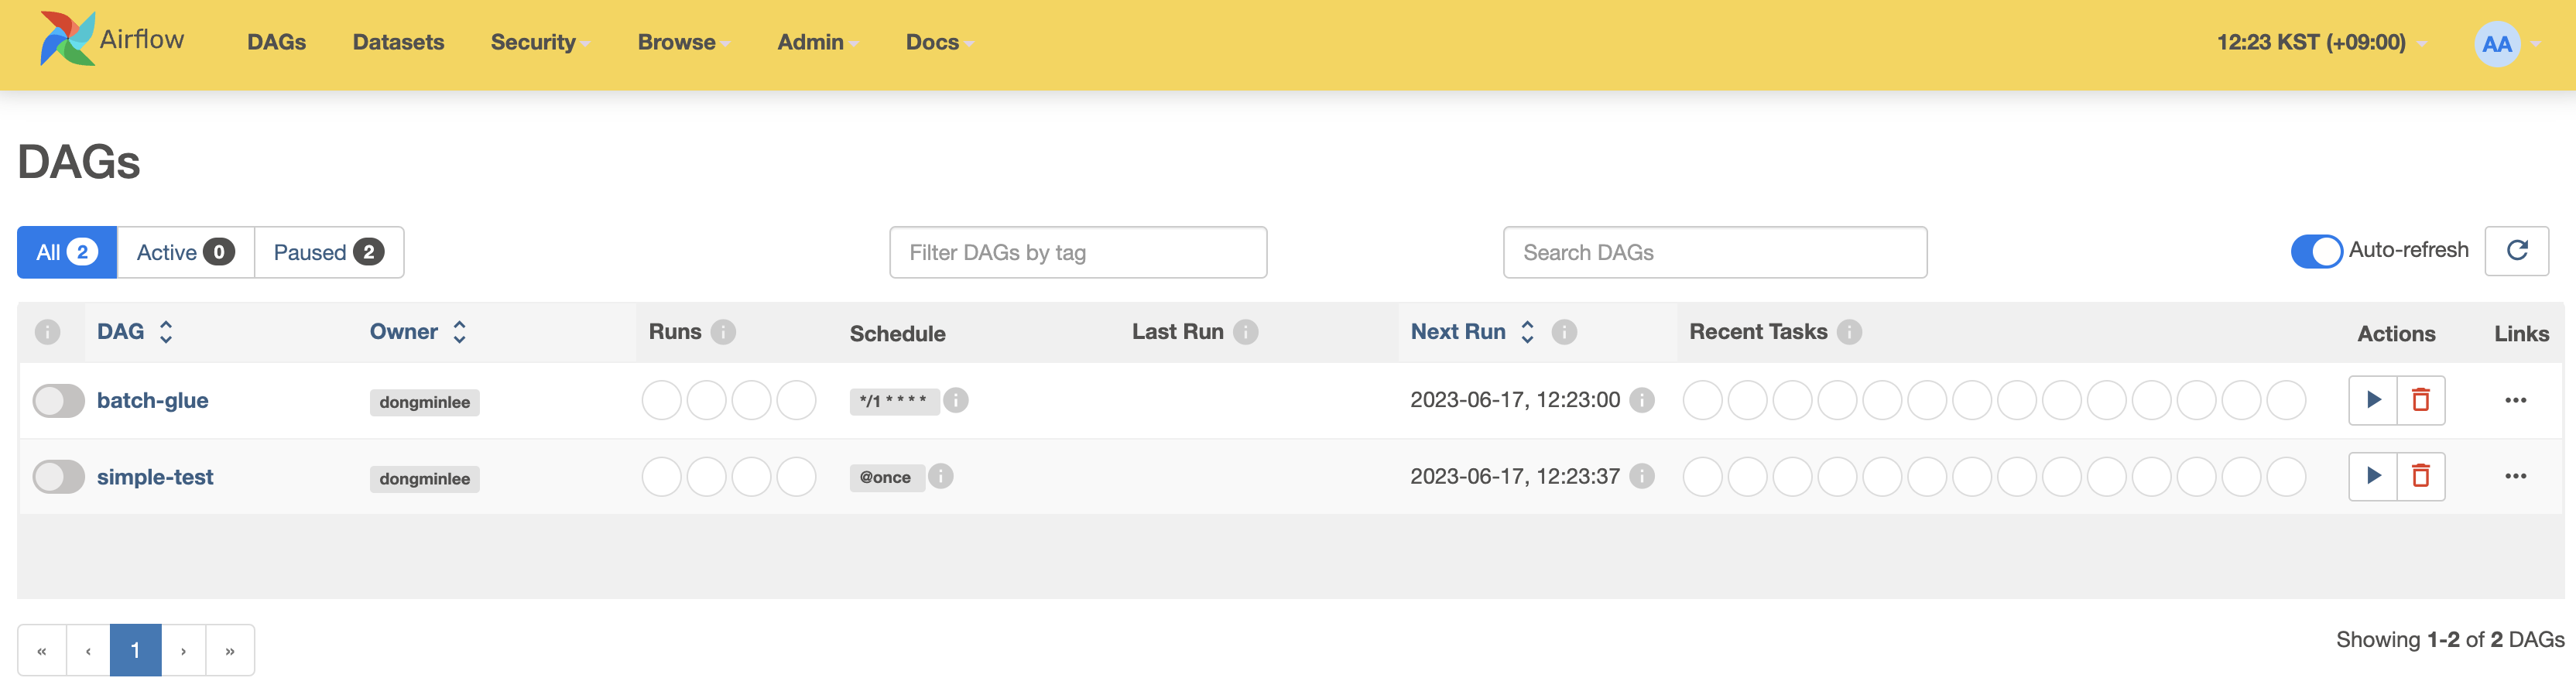 Airflow DAGs Datasets Security Browse Admin Docs 12:23 KST (+09:00) AA
DAGs
All 2 Active 0 Paused 2 Filter DAGs by tag Search DAGs Auto-refresh
i DAG Owner Runs i Schedule Last Run i Next Run i Recent Tasks i Actions Links
batch-glue dongminlee */1 * * * * i 2023-06-17, 12:23:00 i
simple-test dongminlee @once i 2023-06-17, 12:23:37 i
« ‹ 1 › » Showing 1-2 of 2 DAGs